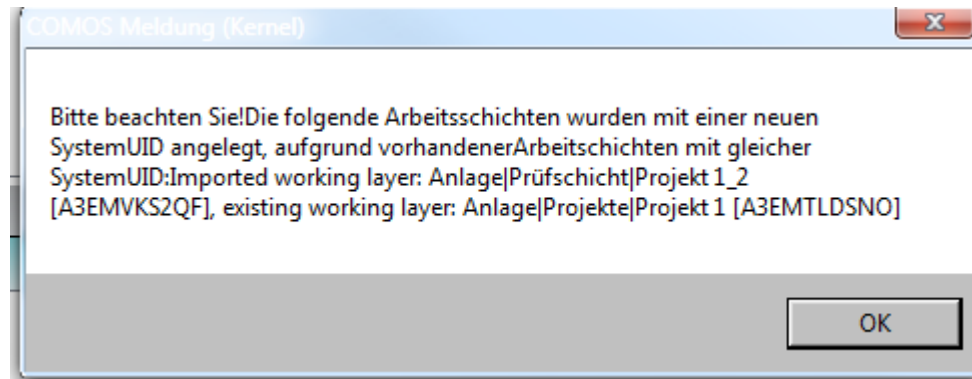 COMOS Meldung (Kernel)
Bitte beachten Sie!Die folgende Arbeitsschichten wurden mit einer neuen
SystemUID angelegt, aufgrund vorhandenerArbeitschichten mit gleicher
SystemUID:Imported working layer: Anlage|Prüfschicht|Projekt 1_2
[A3EMVKS2QF], existing working layer: Anlage|Projekte|Projekt 1 [A3EMTLDSNO]
OK